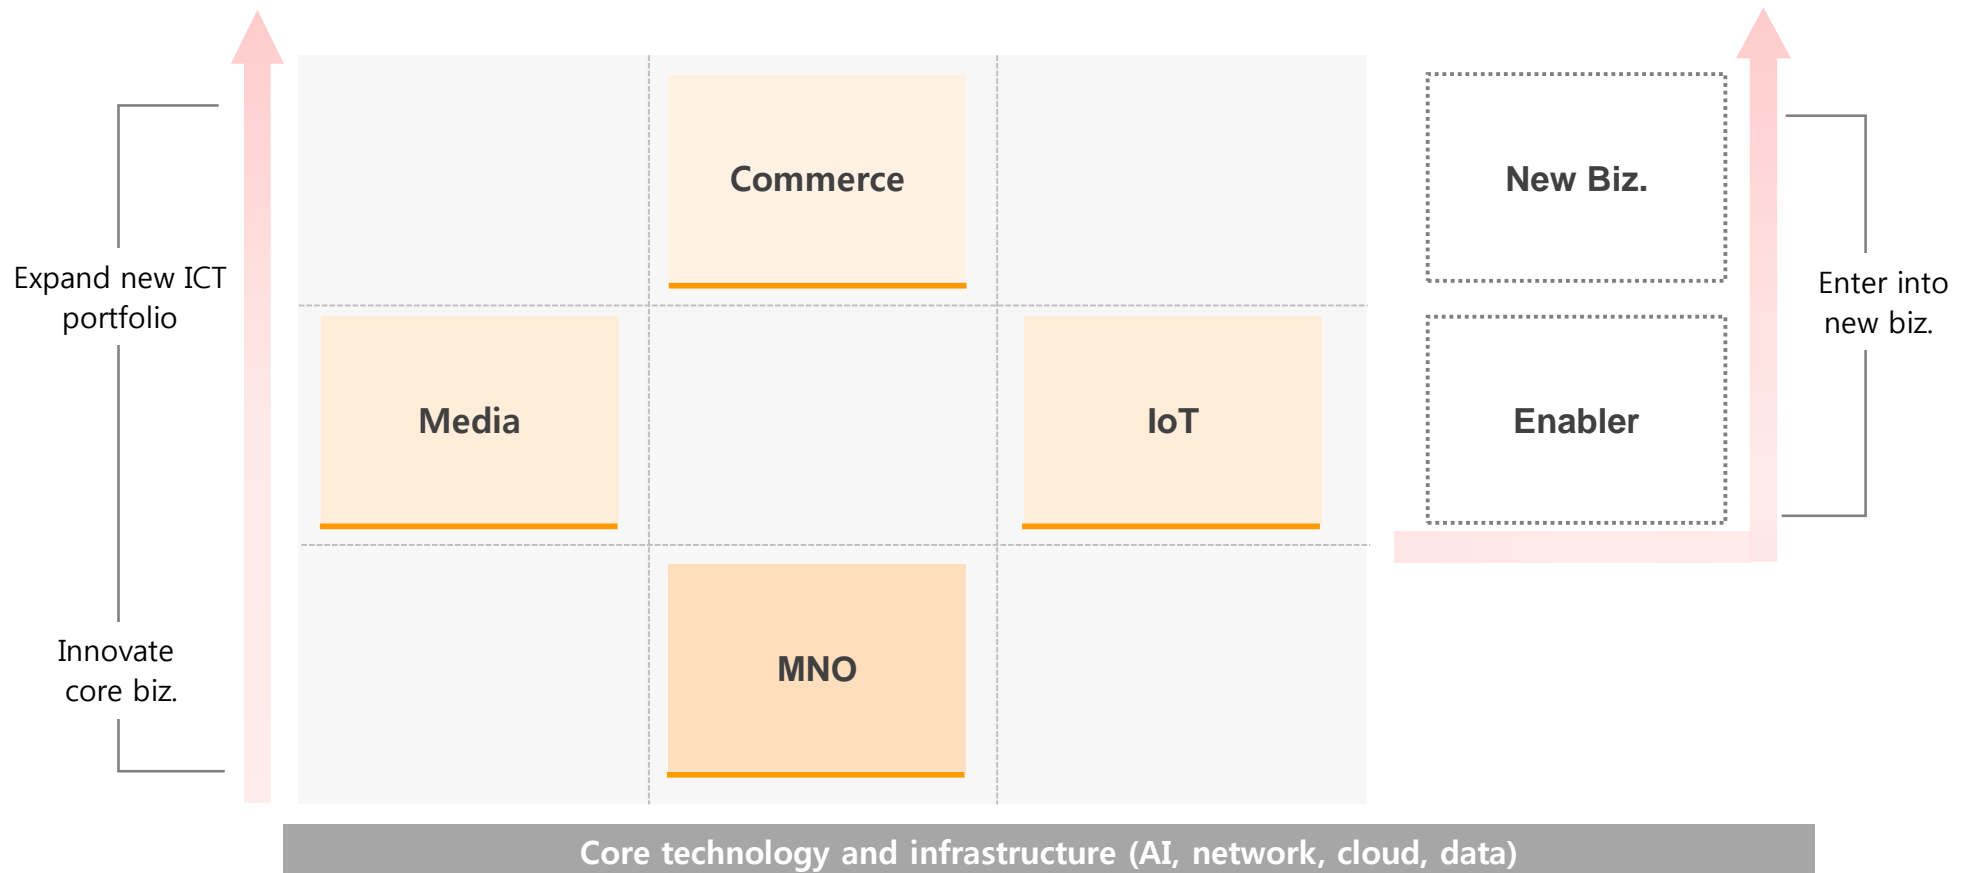 Commerce
New Biz.
Expand new ICT
portfolio
Enter into
new biz.
Media
IoT
Enabler
Innovate
core biz.
MNO
Core technology and infrastructure (AI, network, cloud, data)